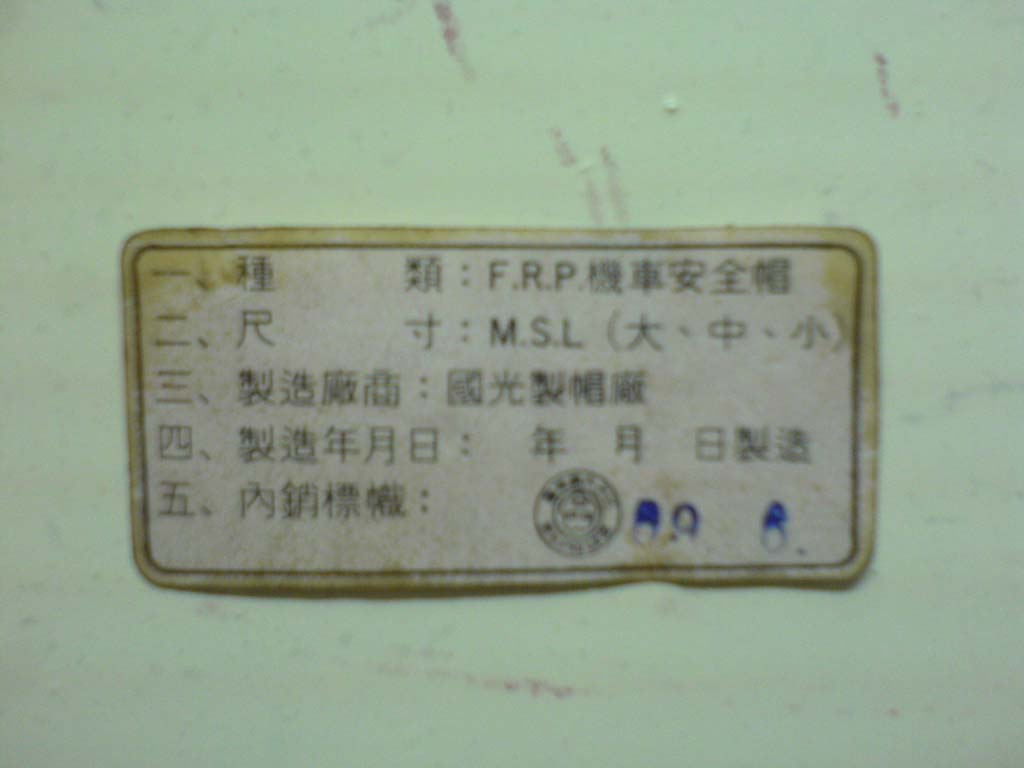 一、種 類：F.R.P.機車安全帽
二、尺 寸：M.S.L（大、中、小）
三、製造廠商：國光製帽廠
四、製造年月日： 年 月 日製造
五、內銷標幟：